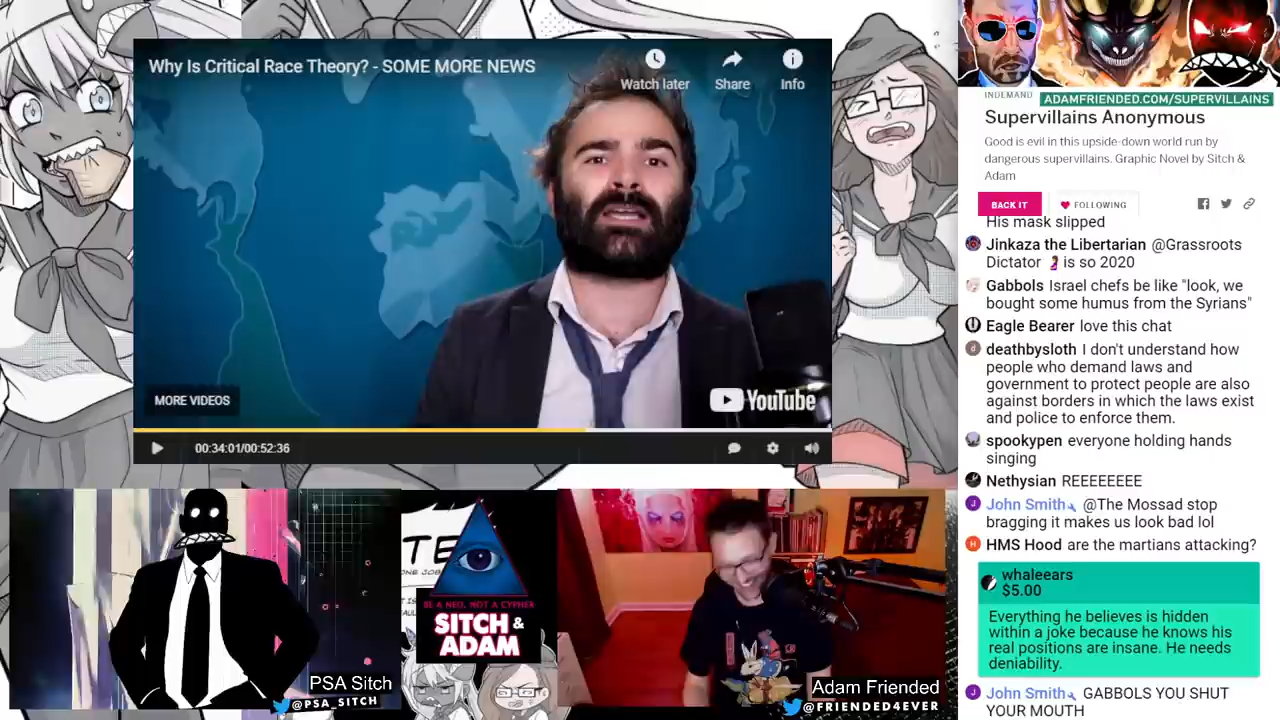 Why Is Critical Race Theory? - SOME MORE NEWS
Watch later
Share
Info
MORE VIDEOS
YouTube
00:34:01/00:52:36
INDEMAND
ADAMFRIENDED.COM/SUPERVILLAINS
Supervillains Anonymous
Good is evil in this upside-down world run by
dangerous supervillains. Graphic Novel by Sitch &
Adam
BACK IT
FOLLOWING
His mask slipped
Jinkaza the Libertarian @Grassroots
Dictator 🤰 is so 2020
Gabbols Israel chefs be like "look, we
bought some humus from the Syrians"
Eagle Bearer love this chat
deathbysloth I don't understand how
people who demand laws and
government to protect people are also
against borders in which the laws exist
and police to enforce them.
spookypen everyone holding hands
singing
Nethysian REEEEEEEE
John Smith @The Mossad stop
bragging it makes us look bad lol
HMS Hood are the martians attacking?
whaleears
$5.00
Everything he believes is hidden
within a joke because he knows his
real positions are insane. He needs
deniability.
John Smith GABBOLS YOU SHUT
YOUR MOUTH
BE A NEO, NOT A CYPHER
SITCH &
ADAM
PSA Sitch
@PSA_SITCH
Adam Friended
@FRIENDED4EVER